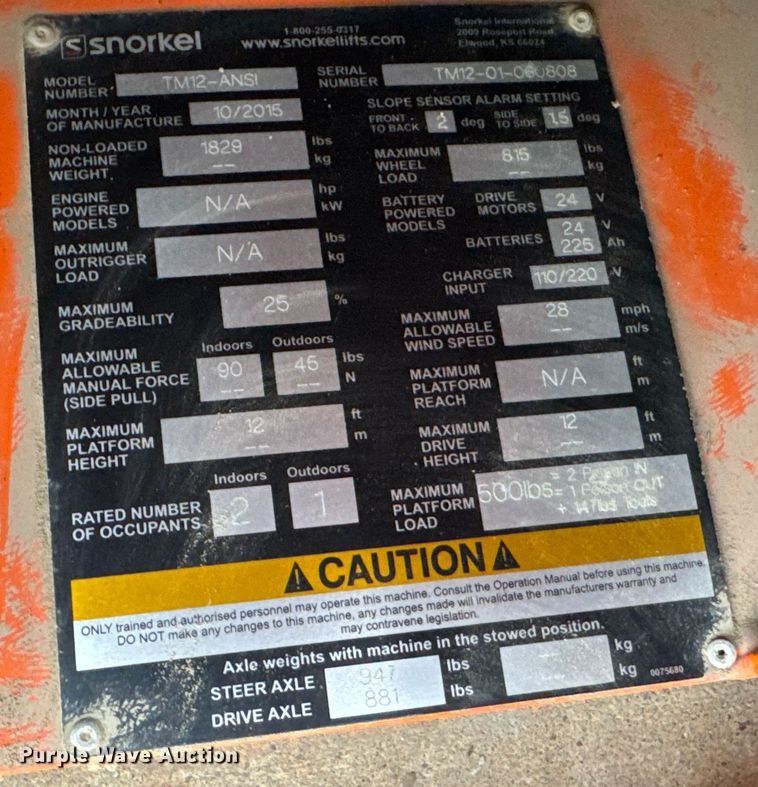 snorkel
1-800-255-0317
www.snorkellifts.com
Snorkel International
2009 Roseport Road
Elwood, KS 66024
MODEL NUMBER TM12-ANSI
SERIAL NUMBER TM12-01-060808
MONTH / YEAR OF MANUFACTURE 10/2015
SLOPE SENSOR ALARM SETTING
FRONT TO BACK 2 deg SIDE TO SIDE 1.5 deg
NON-LOADED MACHINE WEIGHT 1829 lbs
-- kg
MAXIMUM WHEEL LOAD 815 lbs
-- kg
ENGINE POWERED MODELS N/A hp kW
BATTERY POWERED MODELS
DRIVE MOTORS 24 V
BATTERIES 24 V
225 Ah
MAXIMUM OUTRIGGER LOAD N/A lbs kg
CHARGER INPUT 110/220 V
MAXIMUM GRADEABILITY 25 %
MAXIMUM ALLOWABLE WIND SPEED 28 mph
-- m/s
Indoors Outdoors
MAXIMUM ALLOWABLE MANUAL FORCE (SIDE PULL) 90 45 lbs
-- -- N
MAXIMUM PLATFORM REACH N/A ft m
MAXIMUM PLATFORM HEIGHT 12 ft
-- m
MAXIMUM DRIVE HEIGHT 12 ft
-- m
Indoors Outdoors
RATED NUMBER OF OCCUPANTS 2 1
MAXIMUM PLATFORM LOAD 500lbs = 2 Person IN
= 1 Person OUT
+ 147lbs Tools
CAUTION
ONLY trained and authorised personnel may operate this machine. Consult the Operation Manual before using this machine.
DO NOT make any changes to this machine, any changes made will invalidate the manufacturers warranty and
may contravene legislation.
Axle weights with machine in the stowed position.
STEER AXLE 947 lbs -- kg
DRIVE AXLE 881 lbs -- kg
0075680
Purple Wave Auction